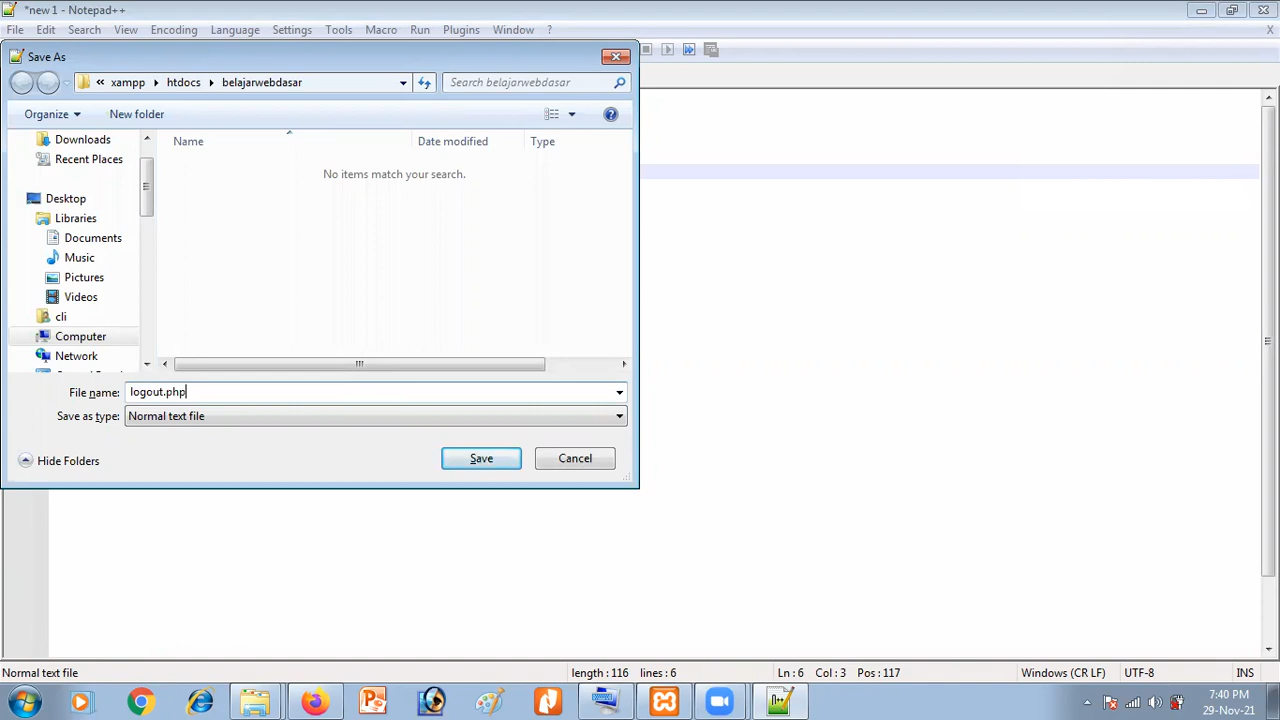 *new 1 - Notepad++
File Edit Search View Encoding Language Settings Tools Macro Run Plugins Window ? X
Save As
« xampp htdocs belajarwebdasar Search belajarwebdasar
Organize New folder
Name Date modified Type
No items match your search.
Downloads
Recent Places
Desktop
Libraries
Documents
Music
Pictures
Videos
cli
Computer
Network
File name: logout.php
Save as type: Normal text file
Hide Folders Save Cancel
Normal text file length : 116 lines : 6 Ln : 6 Col : 3 Pos : 117 Windows (CR LF) UTF-8 INS
7:40 PM
29-Nov-21